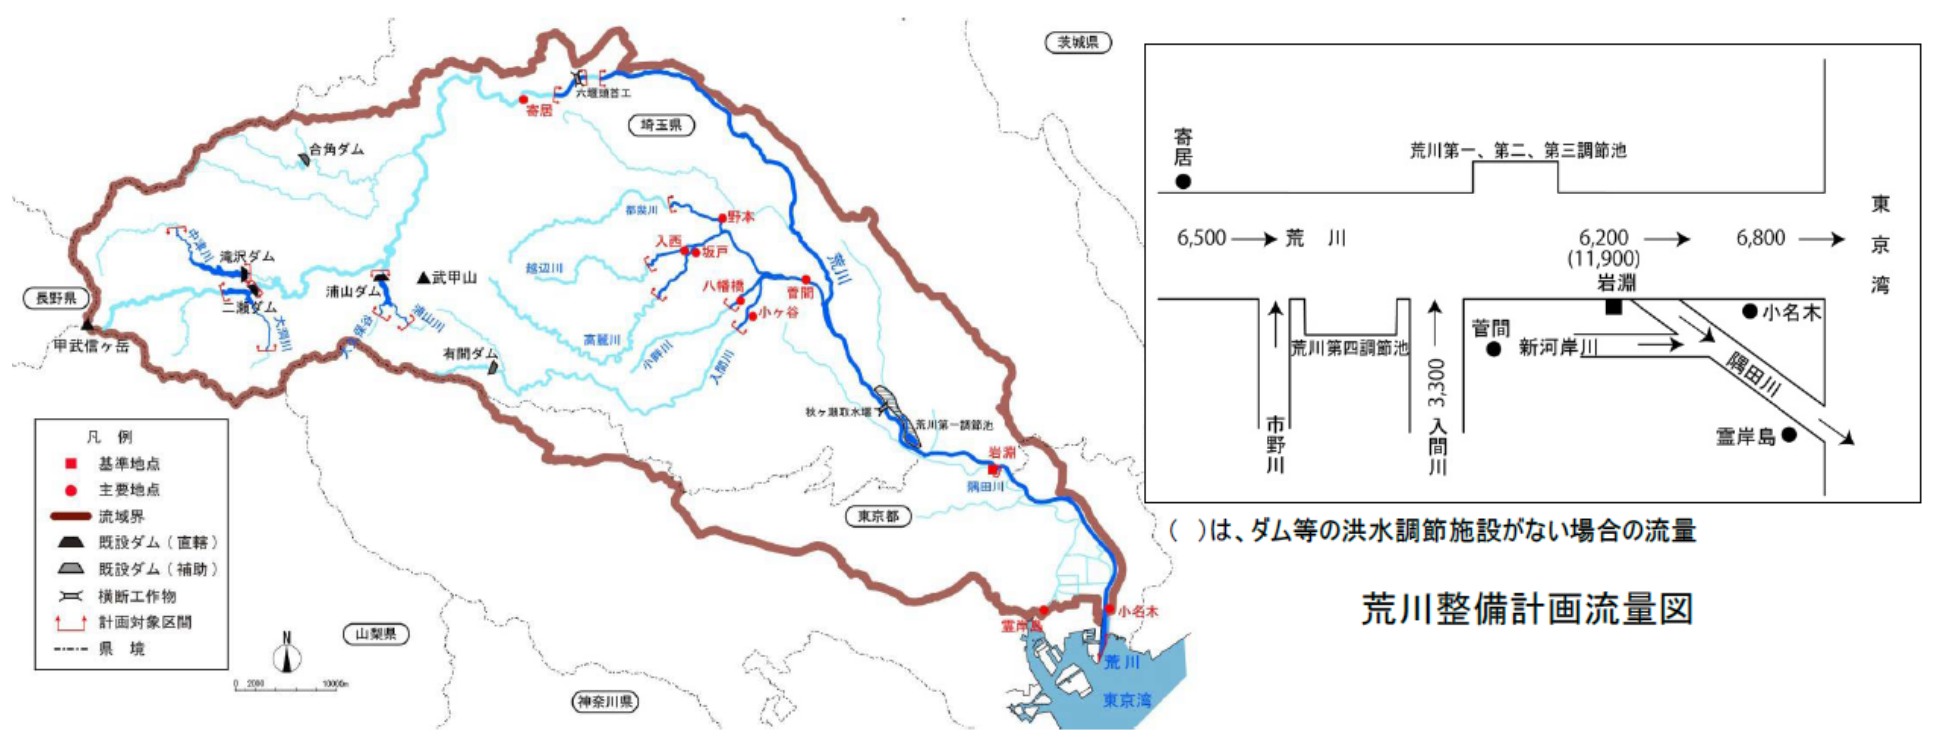 茨城県
六堰頭首工
寄居
埼玉県
合角ダム
都幾川
野本
中津川
滝沢ダム
入西
坂戸
越辺川
荒川
長野県
二瀬ダム
浦山ダム
▲武甲山
八幡橋
菅間
小ヶ谷
大洞川
浦山川
甲武信ヶ岳
高麗川
小畔川
入間川
有間ダム
秋ヶ瀬取水堰
荒川第一調節池
岩淵
隅田川
東京都
凡 例
基準地点
主要地点
流域界
既設ダム(直轄)
既設ダム(補助)
横断工作物
計画対象区間
県 境
N
0 2000 10000m
山梨県
神奈川県
霊岸島
小名木
荒川
東京湾
寄居
荒川第一、第二、第三調節池
6,500
荒 川
6,200
(11,900)
岩淵
6,800
東京湾
菅間
小名木
荒川第四調節池
新河岸川
隅田川
3,300
入間川
市野川
霊岸島
( )は、ダム等の洪水調節施設がない場合の流量
荒川整備計画流量図